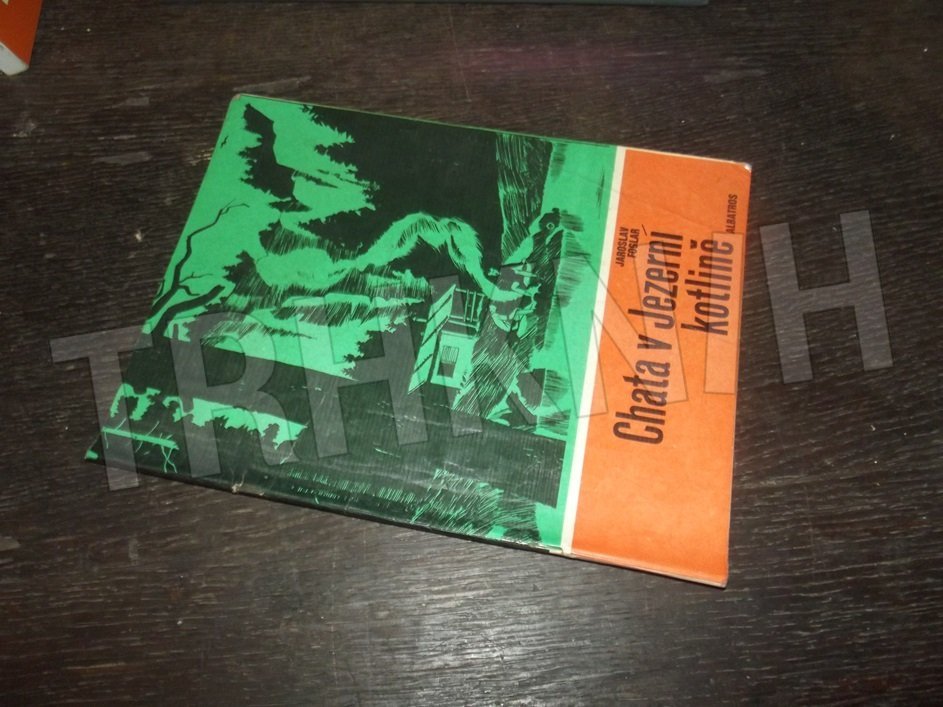 JAROSLAV
FOGLAR
Chata v Jezerní
kotlině
ALBATROS
TRHKNIH